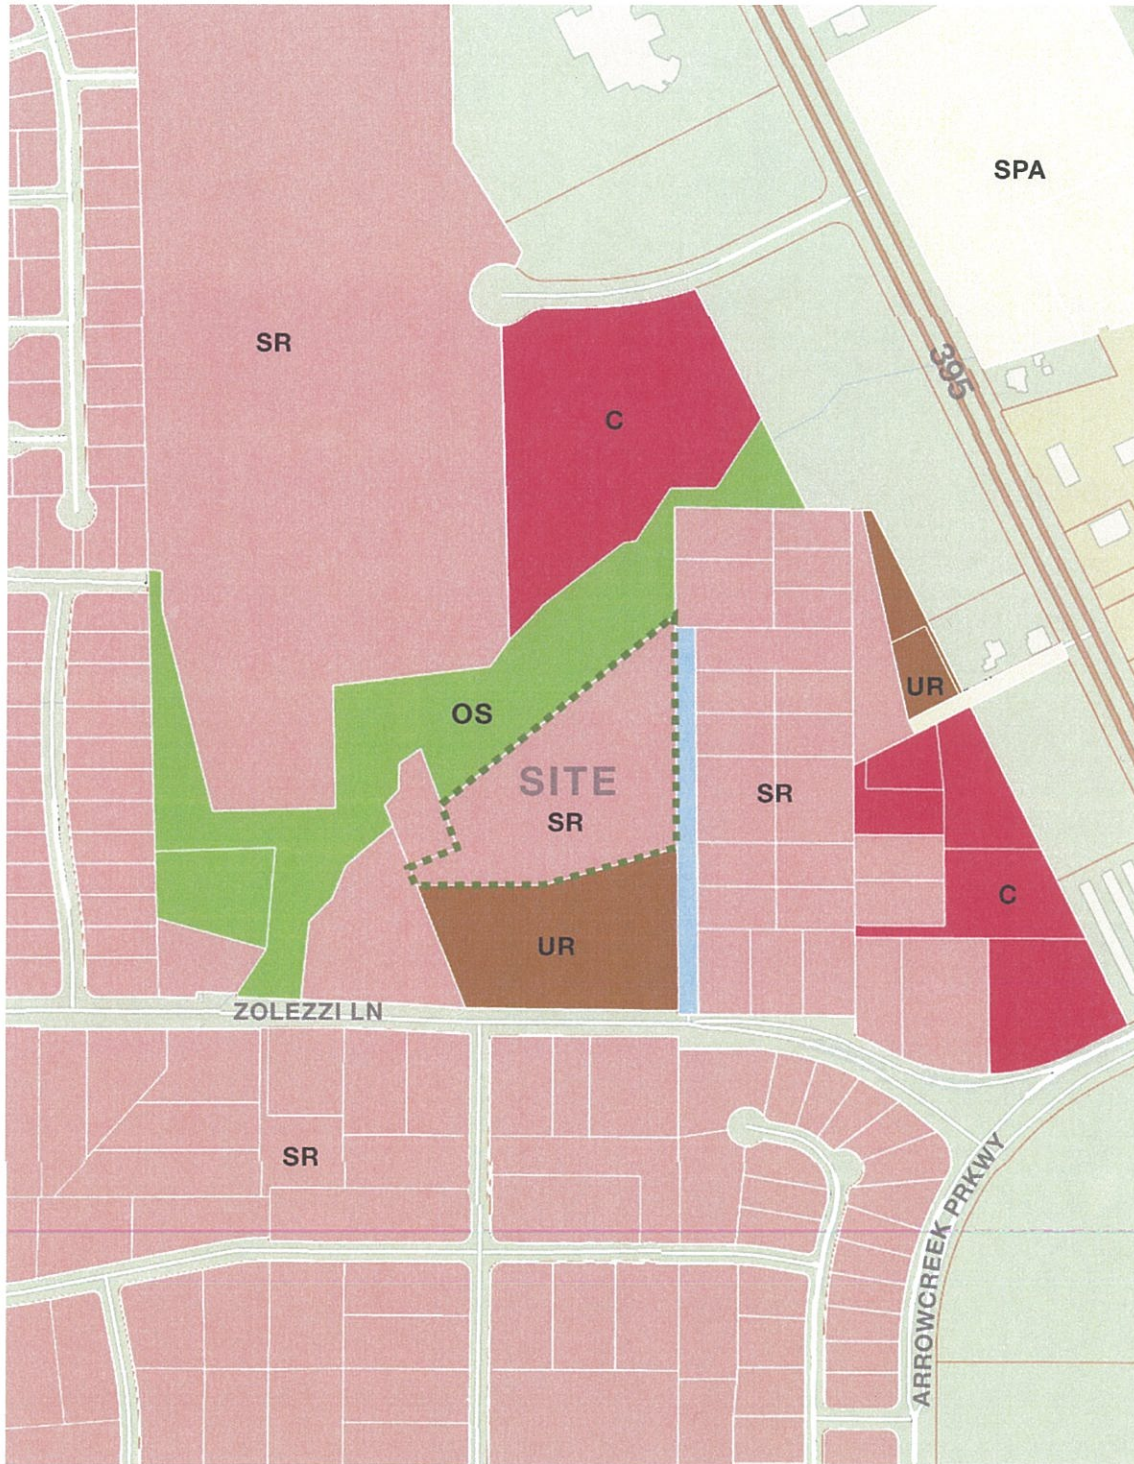 SPA
SR
395
C
UR
OS
SITE
SR
SR
C
UR
ZOLEZZI LN
SR
ARROWCREEK PRKWY